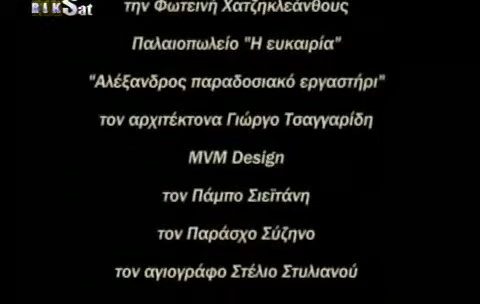 RIKSat
την Φωτεινή Χατζηκλεάνθους
Παλαιοπωλείο "Η ευκαιρία"
"Αλέξανδρος παραδοσιακό εργαστήρι"
τον αρχιτέκτονα Γιώργο Τσαγγαρίδη
MVM Design
τον Πάμπο Σιεϊτάνη
τον Παράσχο Σύζηνο
τον αγιογράφο Στέλιο Στυλιανού